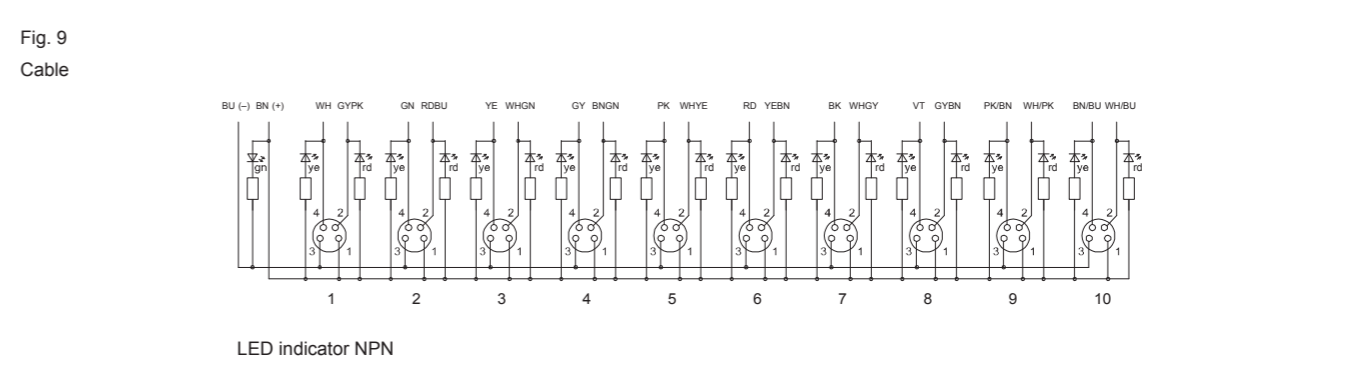 Fig. 9
Cable
BU (–) BN (+) WH GYPK GN RDBU YE WHGN GY BNGN PK WHYE RD YEBN BK WHGY VT GYBN PK/BN WH/PK BN/BU WH/BU
gn ye rd ye rd ye rd ye rd ye rd ye rd ye rd ye rd ye rd ye rd
4 2 4 2 4 2 4 2 4 2 4 2 4 2 4 2 4 2 4 2
3 1 3 1 3 1 3 1 3 1 3 1 3 1 3 1 3 1 3 1
1 2 3 4 5 6 7 8 9 10
LED indicator NPN